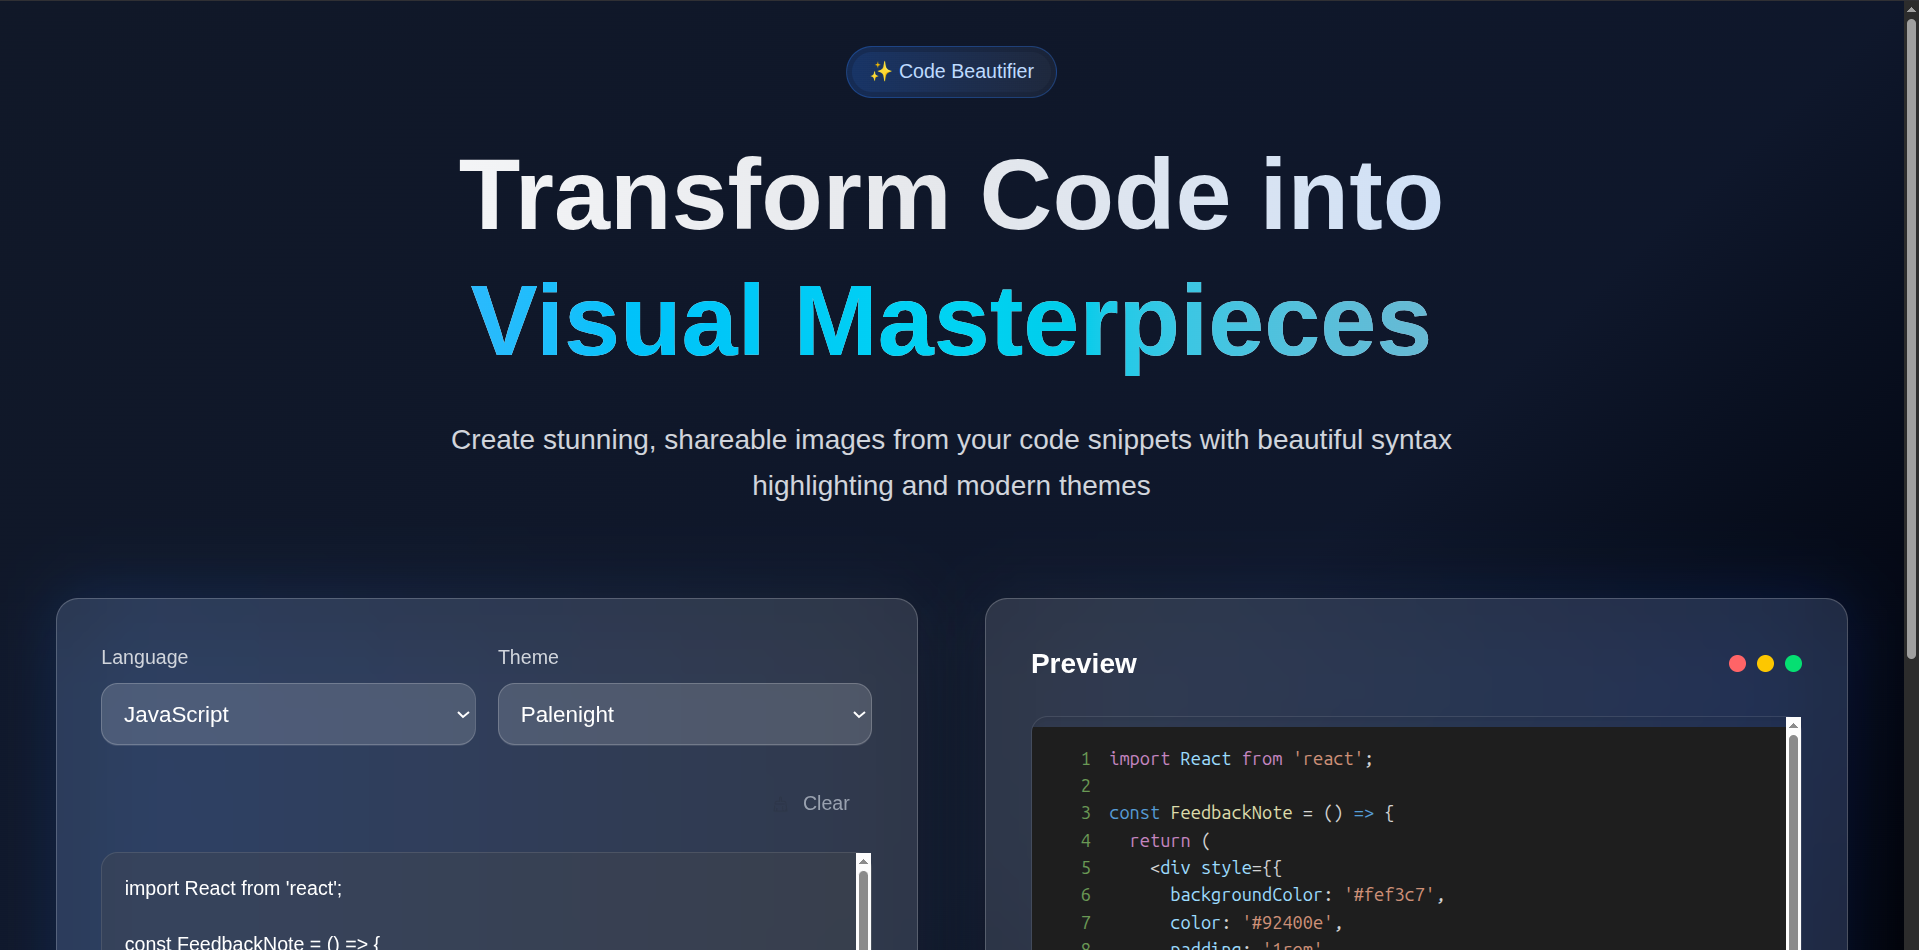 ✨ Code Beautifier
Transform Code into
Visual Masterpieces
Create stunning, shareable images from your code snippets with beautiful syntax
highlighting and modern themes
Language
Theme
JavaScript
Palenight
Clear
import React from 'react';
const FeedbackNote = () => {
Preview
1 import React from 'react';
2
3 const FeedbackNote = () => {
4   return (
5     <div style={{
6       backgroundColor: '#fef3c7',
7       color: '#92400e',
8       padding: '1rem'